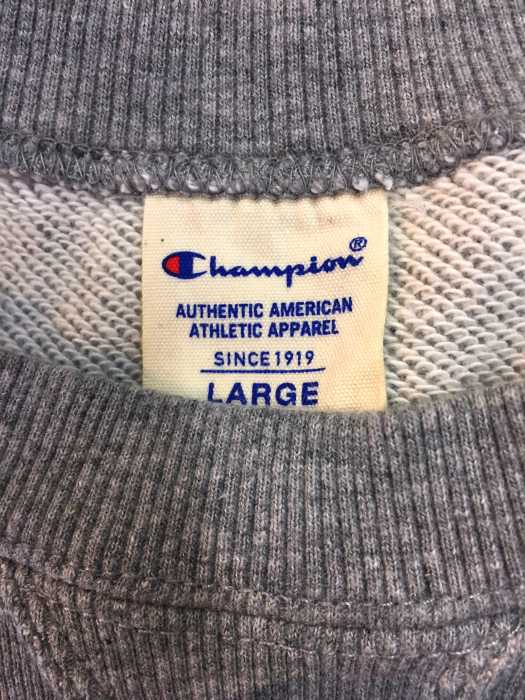 Champion®
AUTHENTIC AMERICAN
ATHLETIC APPAREL
SINCE 1919
LARGE